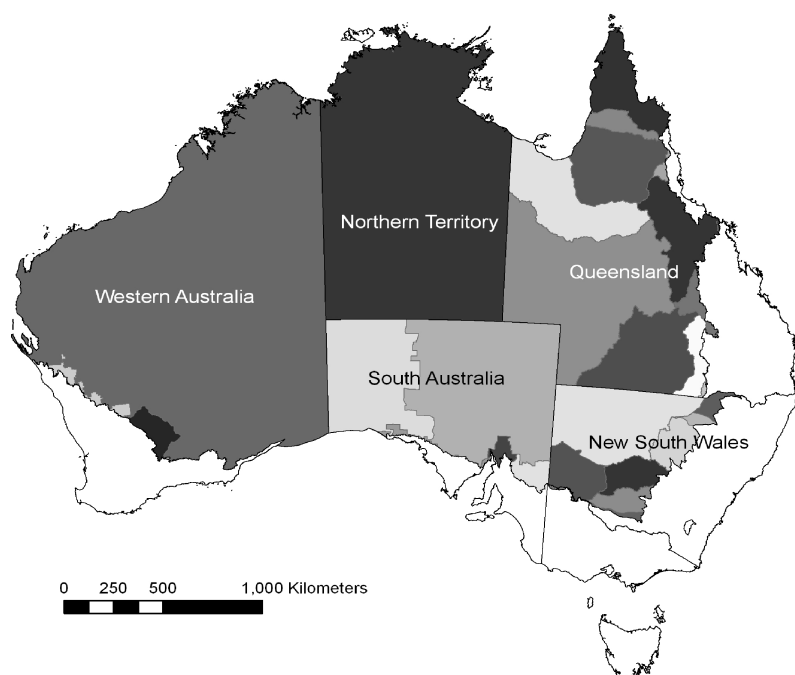 Northern Territory
Queensland
Western Australia
South Australia
New South Wales
0 250 500 1,000 Kilometers